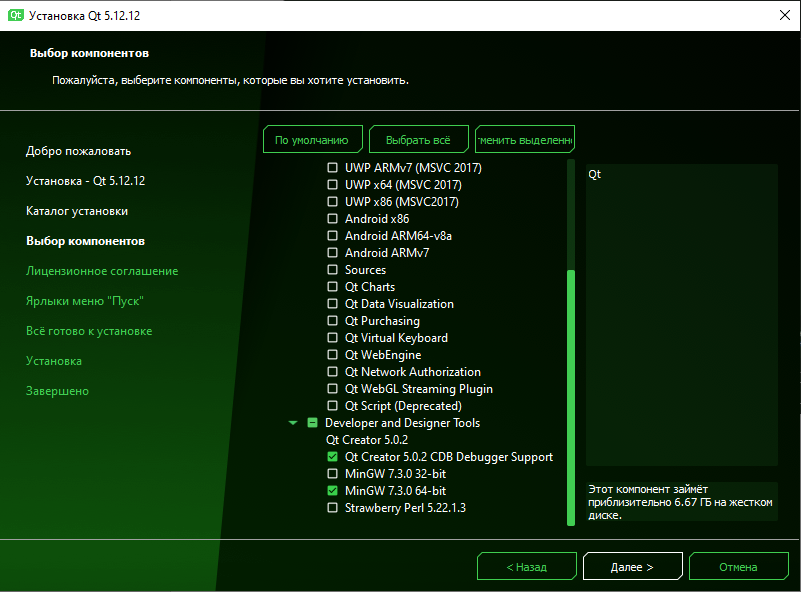 Qt Установка Qt 5.12.12
Выбор компонентов
Пожалуйста, выберите компоненты, которые вы хотите установить.
Добро пожаловать
Установка - Qt 5.12.12
Каталог установки
Выбор компонентов
Лицензионное соглашение
Ярлыки меню "Пуск"
Всё готово к установке
Установка
Завершено
По умолчанию
Выбрать всё
тменить выделенн
UWP ARMv7 (MSVC 2017)
UWP x64 (MSVC 2017)
UWP x86 (MSVC2017)
Android x86
Android ARM64-v8a
Android ARMv7
Sources
Qt Charts
Qt Data Visualization
Qt Purchasing
Qt Virtual Keyboard
Qt WebEngine
Qt Network Authorization
Qt WebGL Streaming Plugin
Qt Script (Deprecated)
Developer and Designer Tools
Qt Creator 5.0.2
Qt Creator 5.0.2 CDB Debugger Support
MinGW 7.3.0 32-bit
MinGW 7.3.0 64-bit
Strawberry Perl 5.22.1.3
Qt
Этот компонент займёт
приблизительно 6.67 ГБ на жестком
диске.
< Назад
Далее >
Отмена